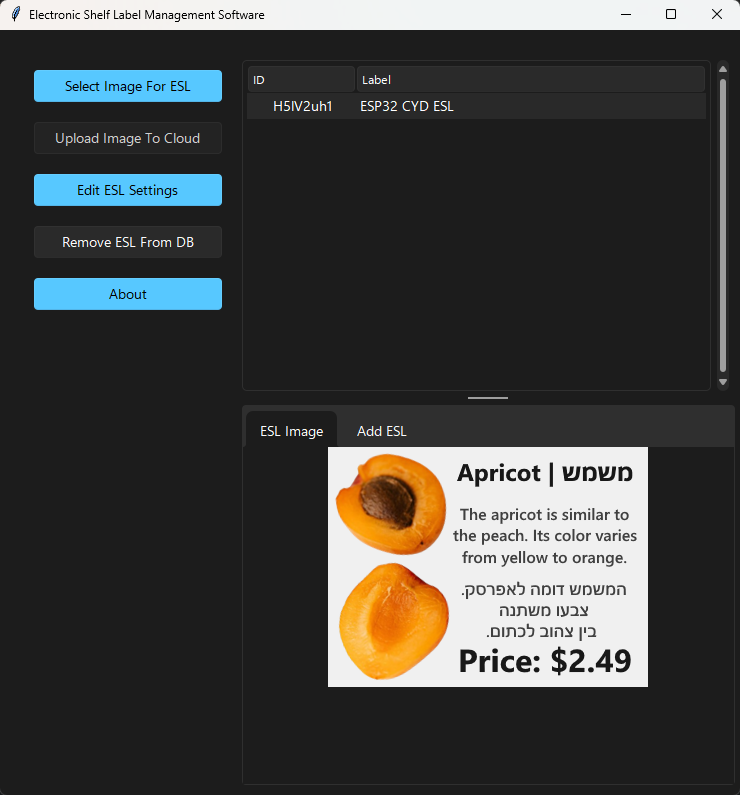 Electronic Shelf Label Management Software
Select Image For ESL
Upload Image To Cloud
Edit ESL Settings
Remove ESL From DB
About
ID Label
H5IV2uh1 ESP32 CYD ESL
ESL Image Add ESL
Apricot | משמש
The apricot is similar to
the peach. Its color varies
from yellow to orange.
המשמש דומה לאפרסק.
צבעו משתנה
בין צהוב לכתום.
Price: $2.49